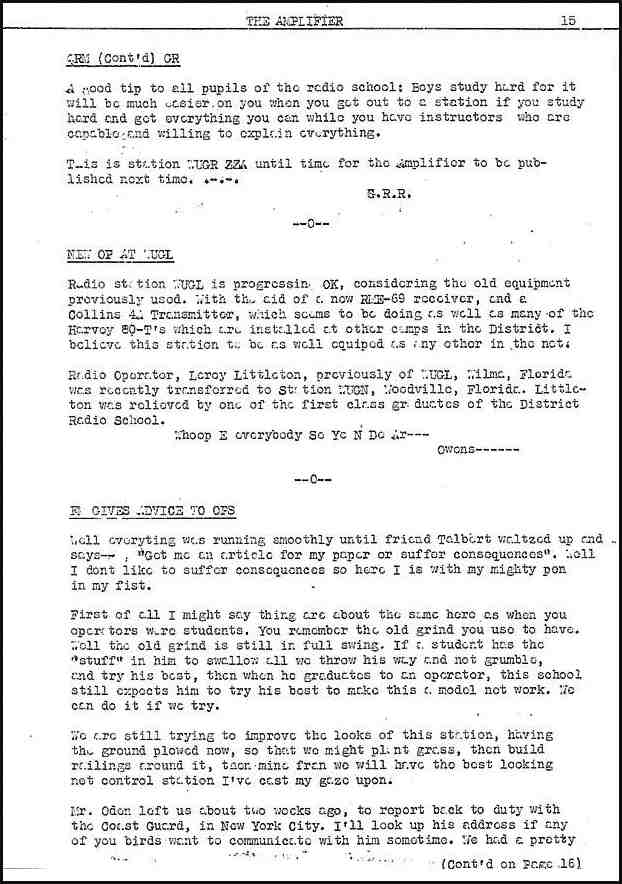 THE AMPLIFIER 15
QRM (Cont'd) GR
A good tip to all pupils of the radio school: Boys study hard for it
will be much easier on you when you get out to a station if you study
hard and get everything you can while you have instructors who are
capable and willing to explain everything.
This is station WUGR ZZA until time for the Amplifier to be pub-
lished next time. .-.-.
S.R.R.
--0--
NEW OP AT WUGL
Radio station WUGL is progressing OK, considering the old equipment
previously used. With the aid of a new RME-69 receiver, and a
Collins 4A Transmitter, which seems to be doing as well as many of the
Harvey 80-T's which are installed at other camps in the District. I
believe this station to be as well equiped as any other in the net.
Radio Operator, Leroy Littleton, previously of WUGL, Wilma, Florida
was recently transferred to Station WUGN, Woodville, Florida. Little-
ton was relieved by one of the first class graduates of the District
Radio School.
Whoop E everybody So Ye N De Ar---
Owens------
--0--
GIVES ADVICE TO OPS
Well everyting was running smoothly until friend Talbert waltzed up and
says-- , "Get me an article for my paper or suffer consequences". Well
I dont like to suffer consequences so here I is with my mighty pen
in my fist.
First of all I might say thing are about the same here as when you
operators were students. You remember the old grind you use to have.
Well the old grind is still in full swing. If a student has the
"stuff" in him to swallow all we throw his way and not grumble,
and try his best, then when he graduates to an operator, this school
still expects him to try his best to make this a model net work. We
can do it if we try.
We are still trying to improve the looks of this station, having
the ground plowed now, so that we might plant grass, then build
railings around it, then mine fran we will have the best looking
net control station I've cast my gaze upon.
Mr. Oden left us about two weeks ago, to report back to duty with
the Coast Guard, in New York City. I'll look up his address if any
of you birds want to communicate with him sometime. We had a pretty
(Cont'd on Page 16)